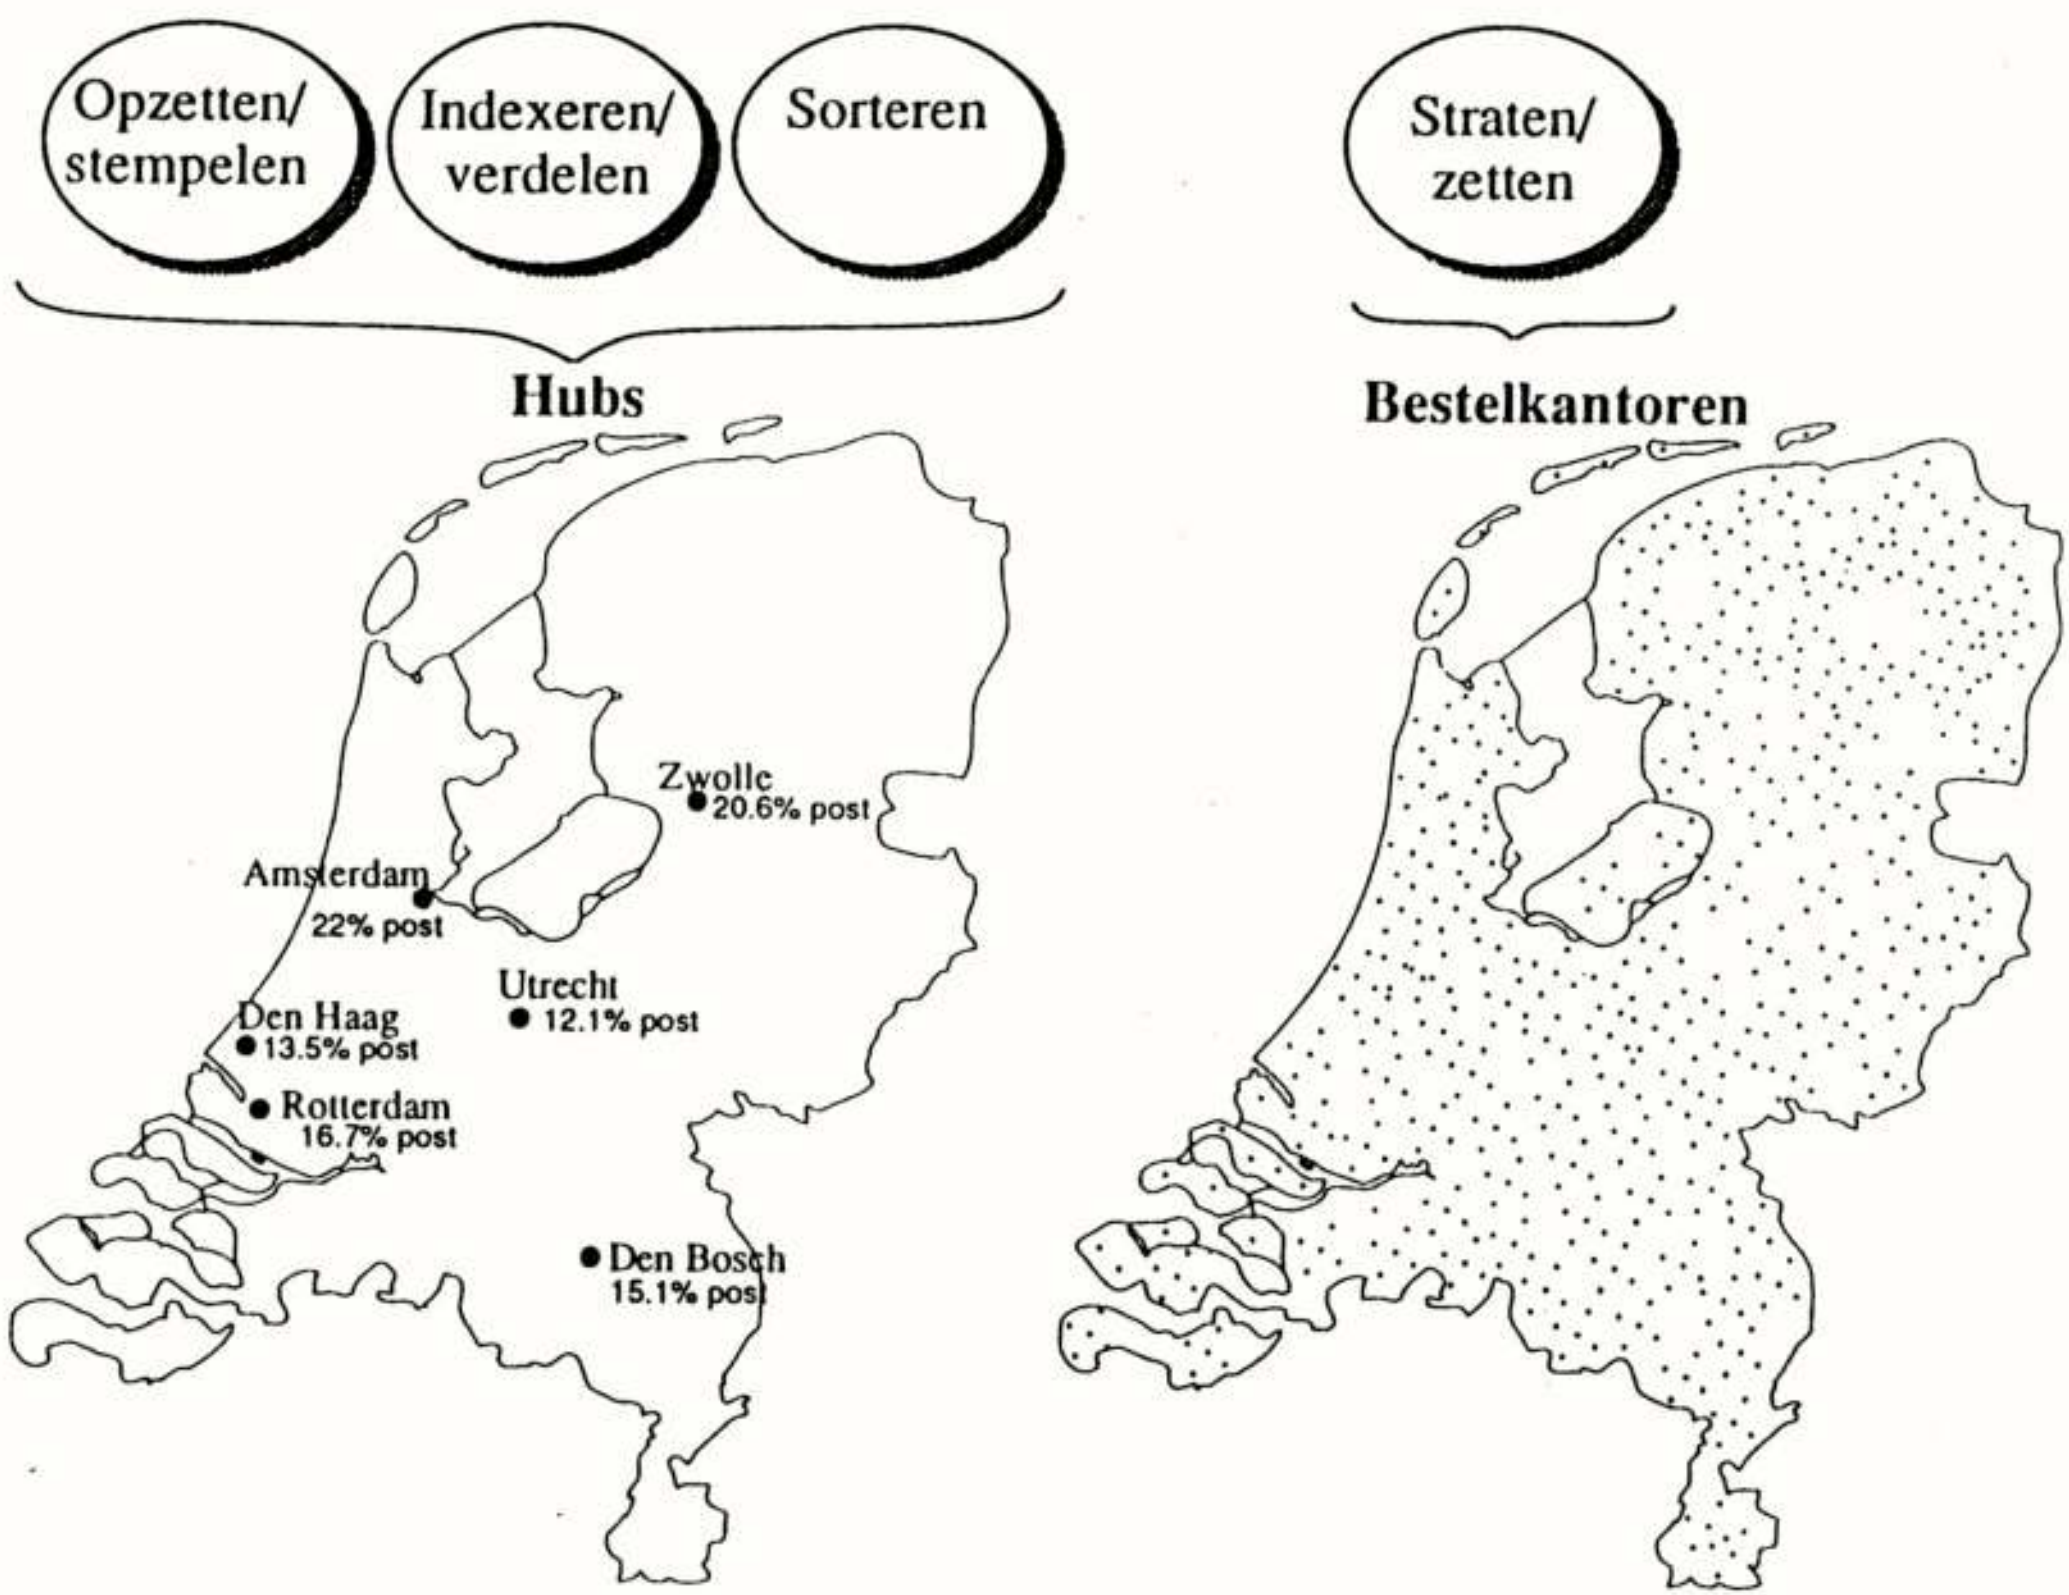 Opzetten/
stempelen
Indexeren/
verdelen
Sorteren
Straten/
zetten
Hubs
Bestelkantoren
Zwolle
20.6% post
Amsterdam
22% post
Utrecht
12.1% post
Den Haag
13.5% post
Rotterdam
16.7% post
Den Bosch
15.1% post